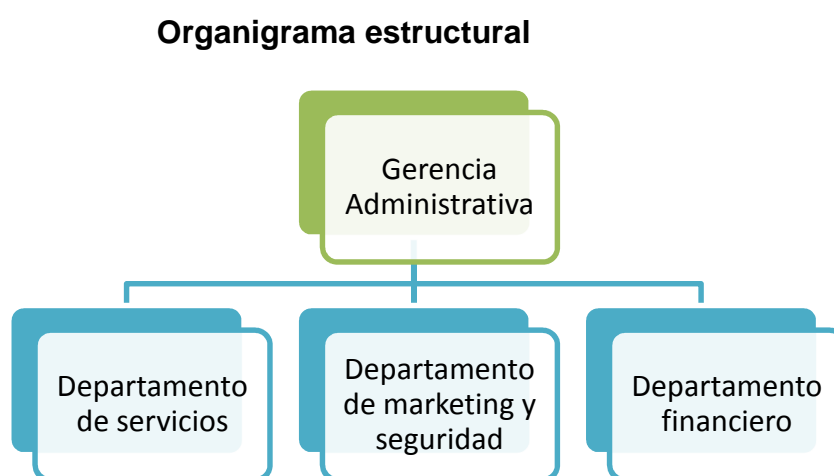 Organigrama estructural
Gerencia
Administrativa
Departamento
de servicios
Departamento
de marketing y
seguridad
Departamento
financiero